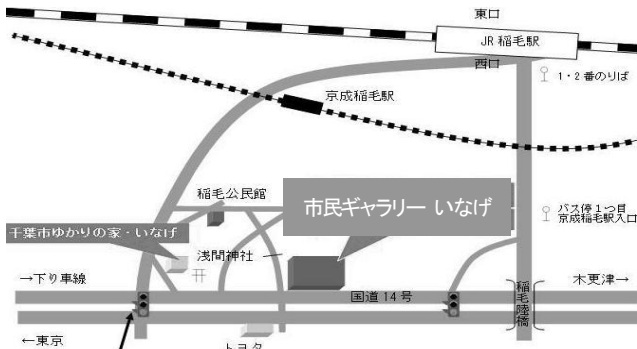 東口
JR 稲毛駅
西口
1・2 番のりば
京成稲毛駅
稲毛公民館
市民ギャラリー いなげ
バス停 1つ目
京成稲毛駅入口
千葉市ゆかりの家・いなげ
浅間神社
→下り車線
国道 14 号
稲毛陸橋
木更津→
←東京
トヨタ